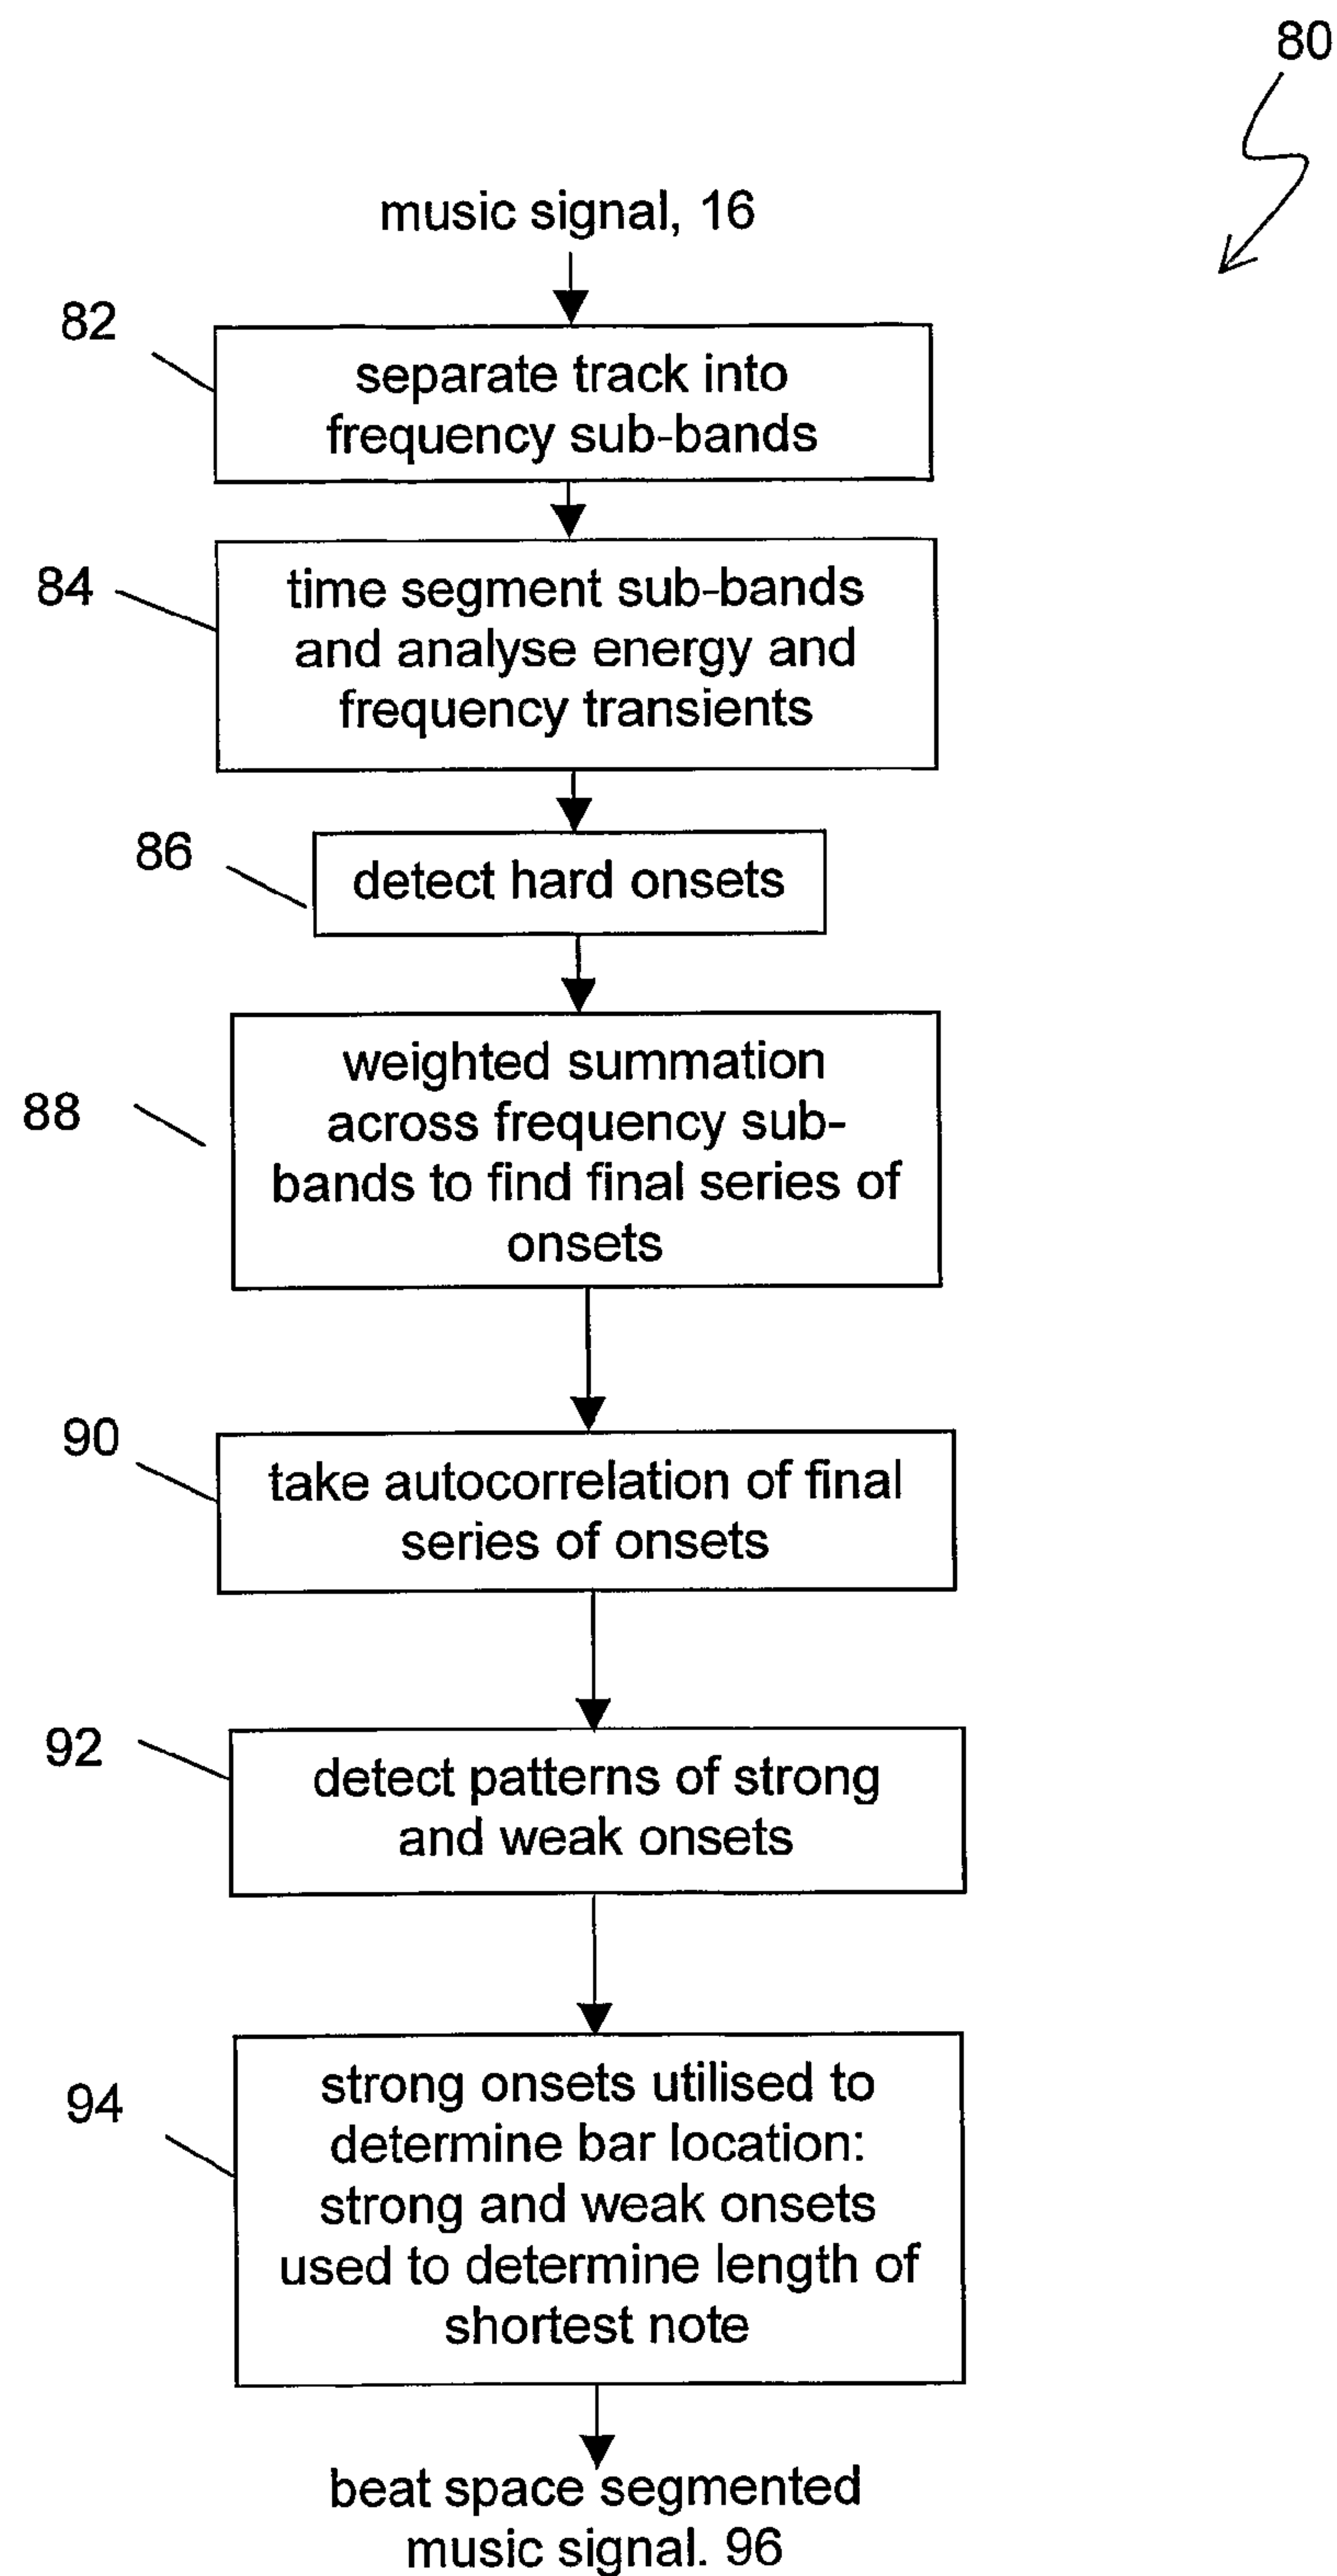 80
music signal, 16
82
separate track into
frequency sub-bands
84
time segment sub-bands
and analyse energy and
frequency transients
86
detect hard onsets
88
weighted summation
across frequency sub-
bands to find final series of
onsets
90
take autocorrelation of final
series of onsets
92
detect patterns of strong
and weak onsets
94
strong onsets utilised to
determine bar location:
strong and weak onsets
used to determine length of
shortest note
beat space segmented
music signal. 96